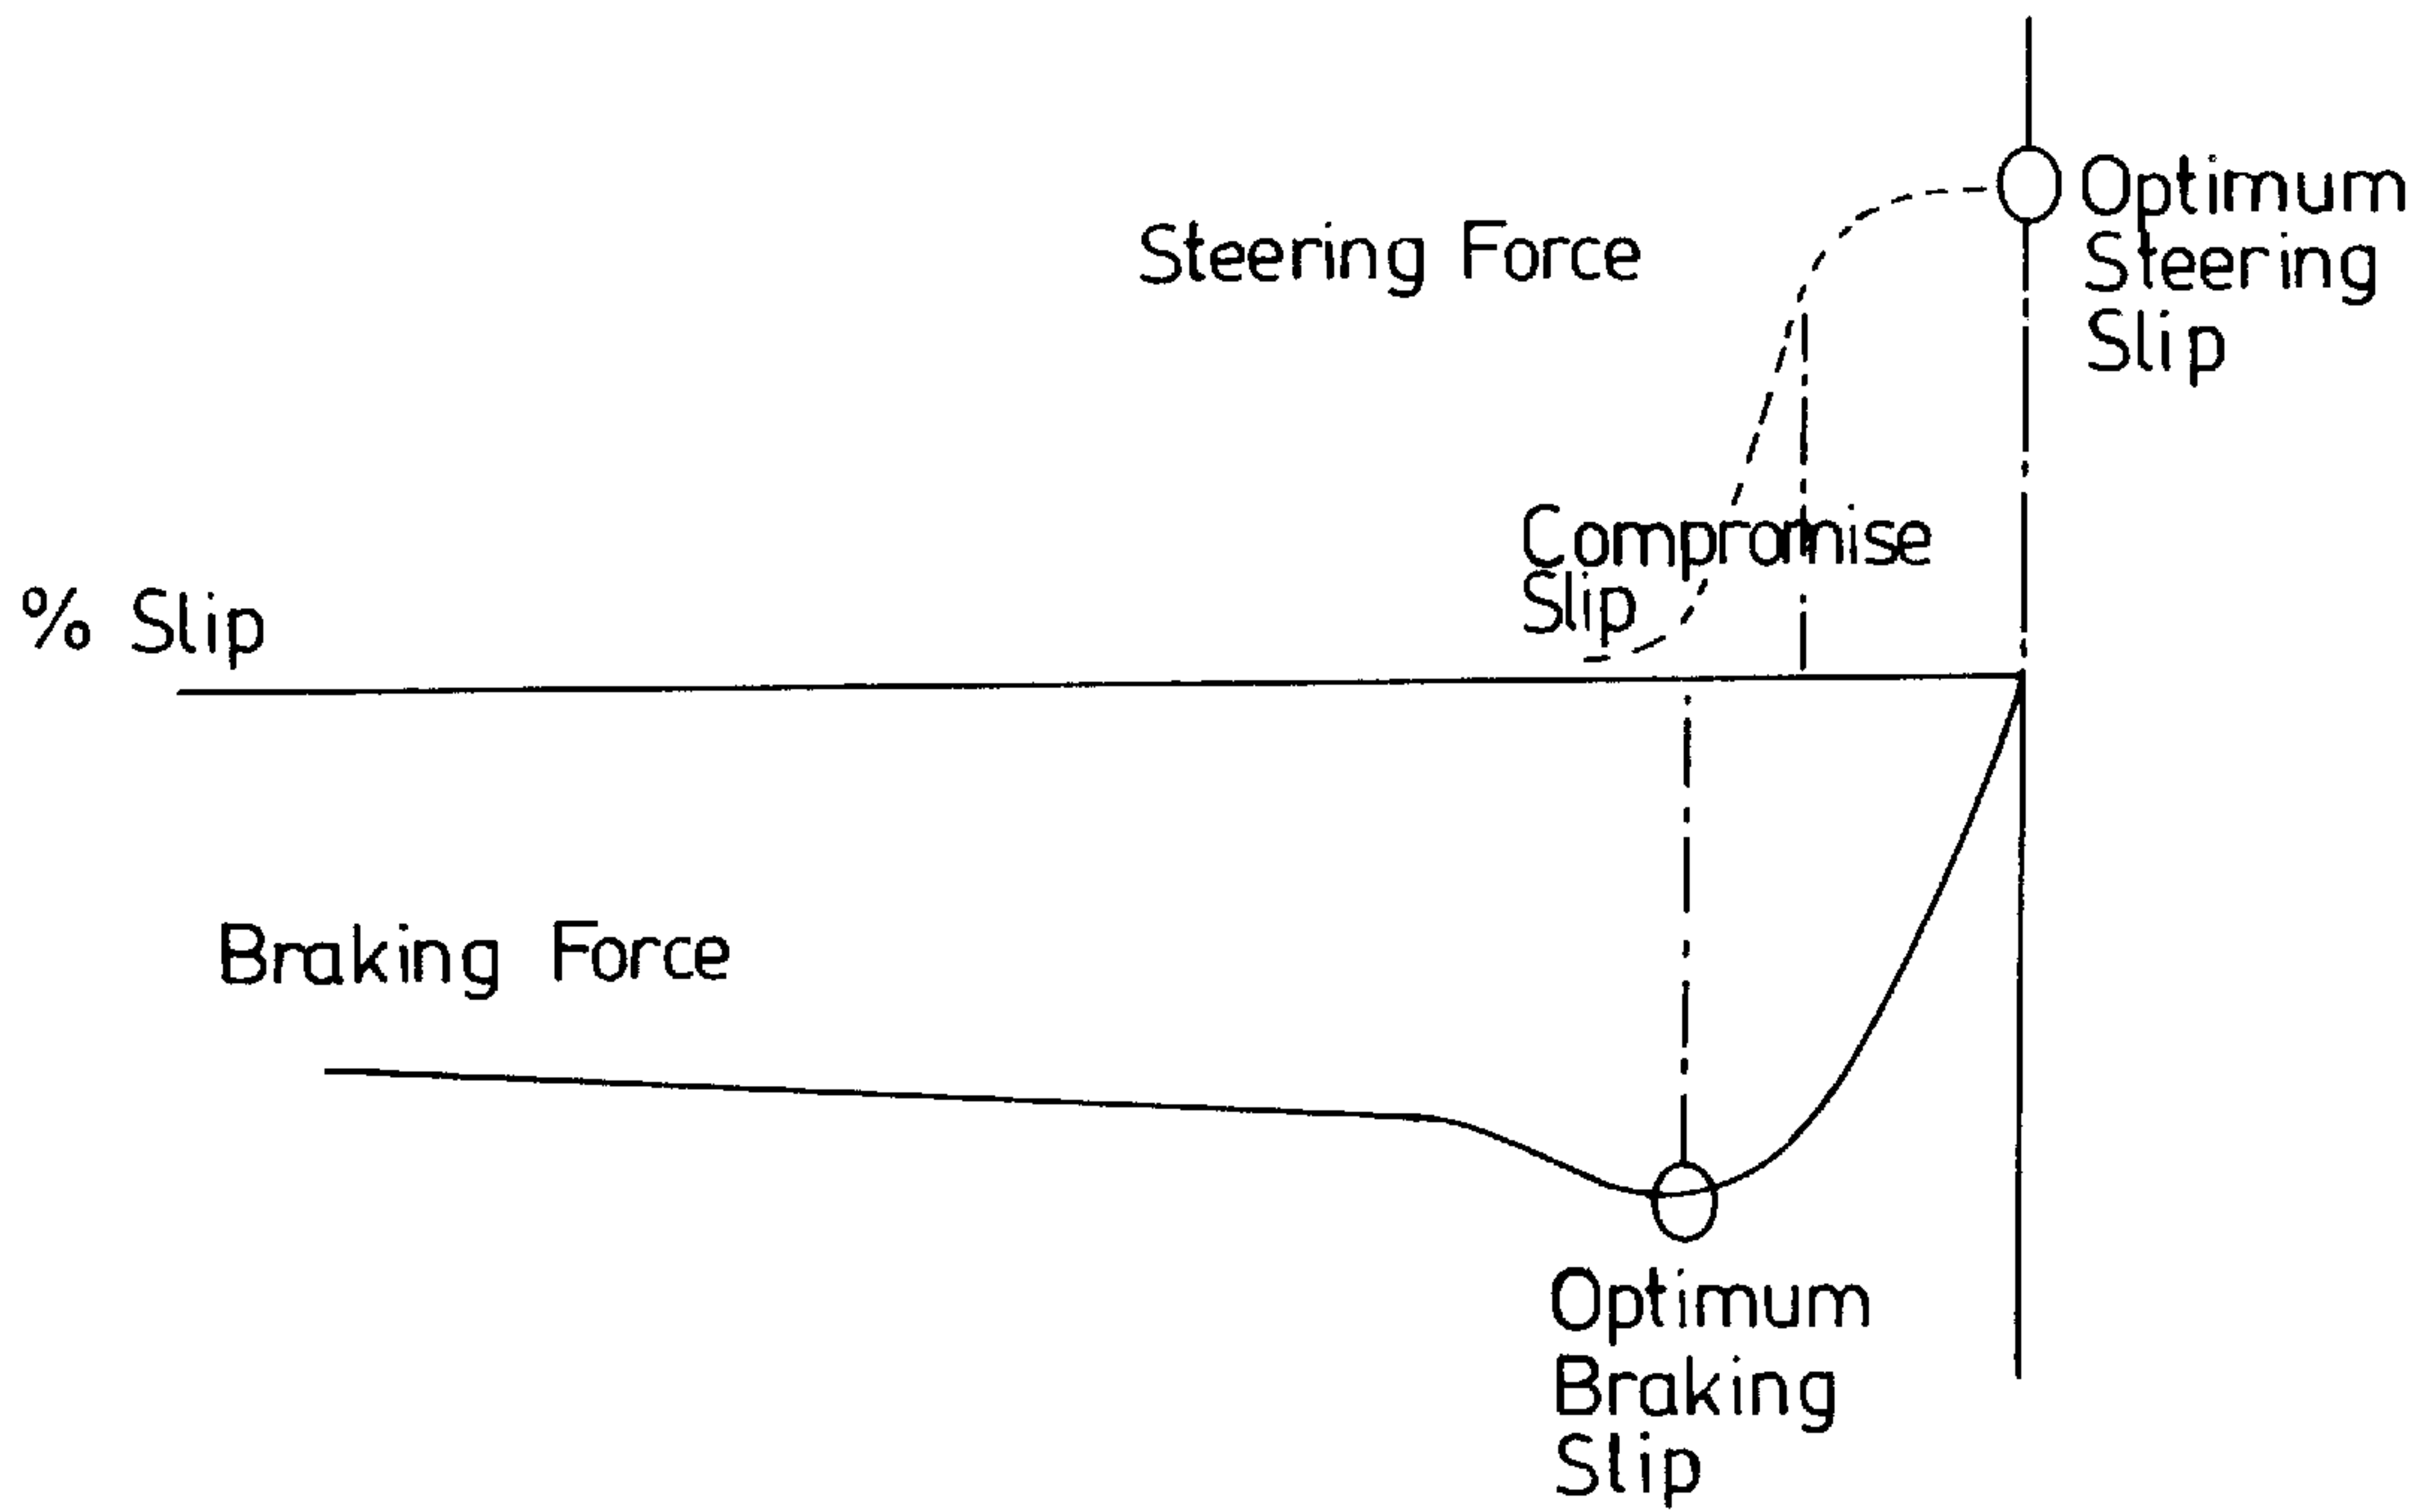 Optimum
Steering
Slip
Steering Force
Compromise
Slip
% Slip
Braking Force
Optimum
Braking
Slip